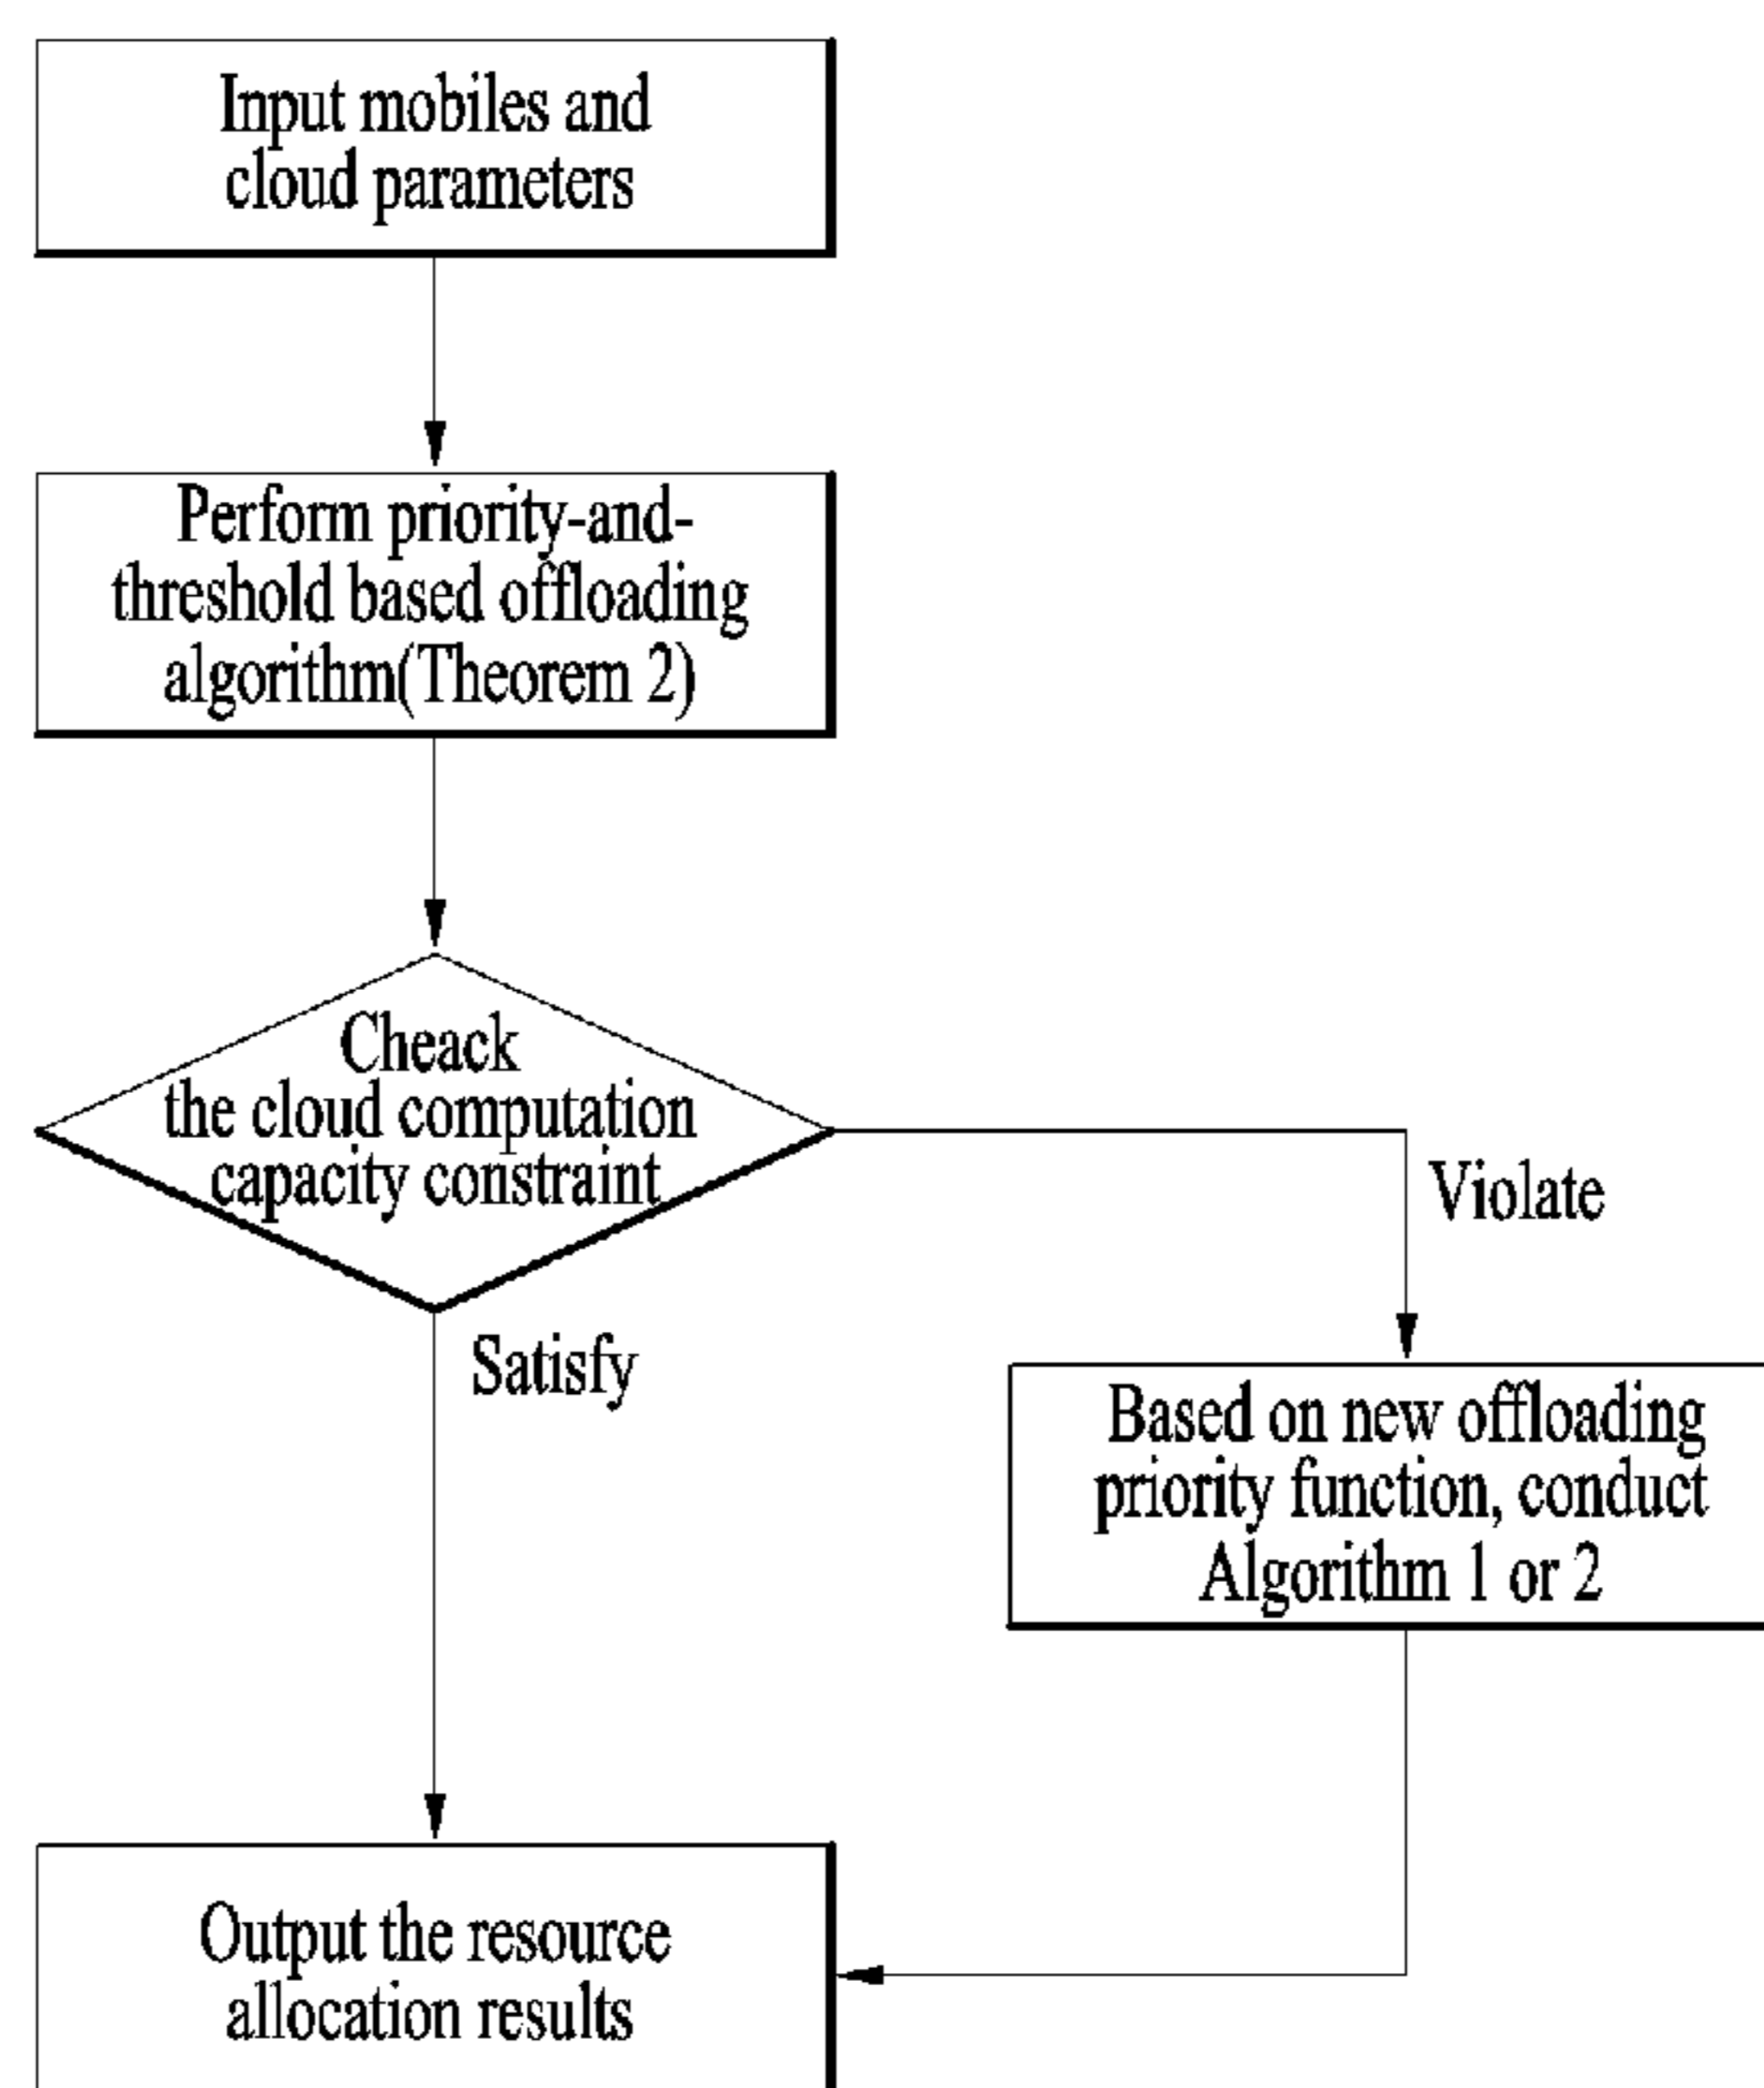 Input mobiles and
cloud parameters
Perform priority-and-
threshold based offloading
algorithm(Theorem 2)
Cheack
the cloud computation
capacity constraint
Violate
Satisfy
Based on new offloading
priority function, conduct
Algorithm 1 or 2
Output the resource
allocation results